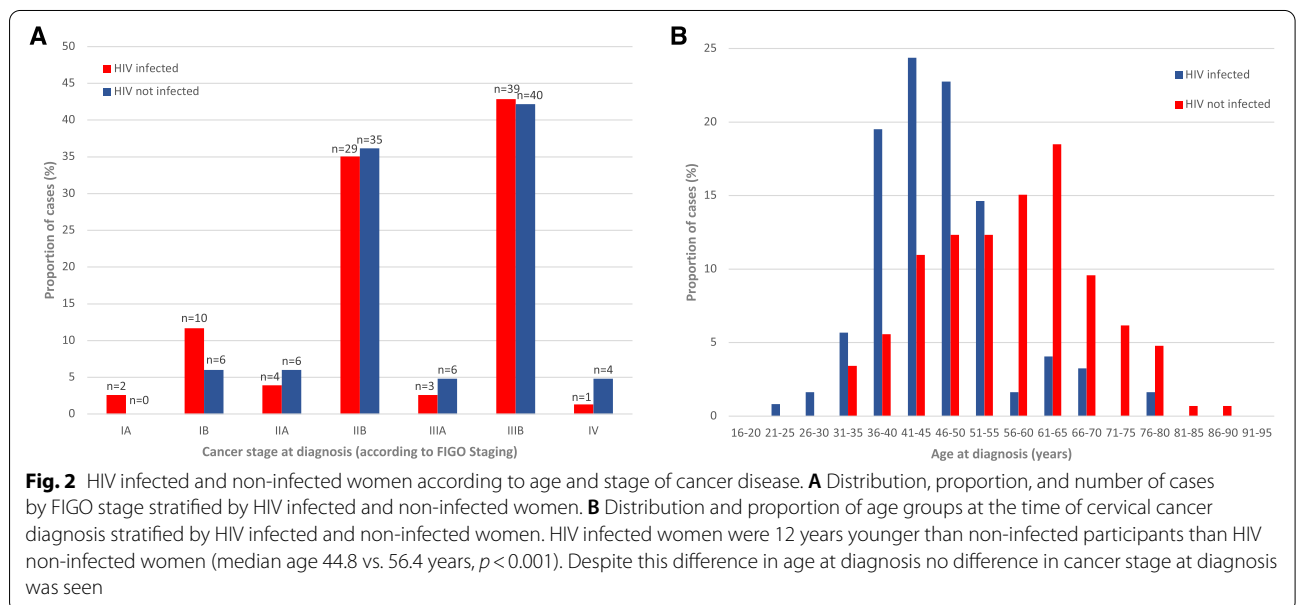 A
50
45
40
35
30
25
20
15
10
5
0
Proportion of cases (%)
HIV infected
HIV not infected
n=2
n=0
n=10
n=6
n=4
n=6
n=29
n=35
n=3
n=6
n=39
n=40
n=1
n=4
IA IB IIA IIB IIIA IIIB IV
Cancer stage at diagnosis (according to FIGO Staging)
B
25
20
15
10
5
0
Proportion of cases (%)
HIV infected
HIV not infected
16-20 21-25 26-30 31-35 36-40 41-45 46-50 51-55 56-60 61-65 66-70 71-75 76-80 81-85 86-90 91-95
Age at diagnosis (years)
Fig. 2 HIV infected and non-infected women according to age and stage of cancer disease. A Distribution, proportion, and number of cases
by FIGO stage stratified by HIV infected and non-infected women. B Distribution and proportion of age groups at the time of cervical cancer
diagnosis stratified by HIV infected and non-infected women. HIV infected women were 12 years younger than non-infected participants than HIV
non-infected women (median age 44.8 vs. 56.4 years, p < 0.001). Despite this difference in age at diagnosis no difference in cancer stage at diagnosis
was seen